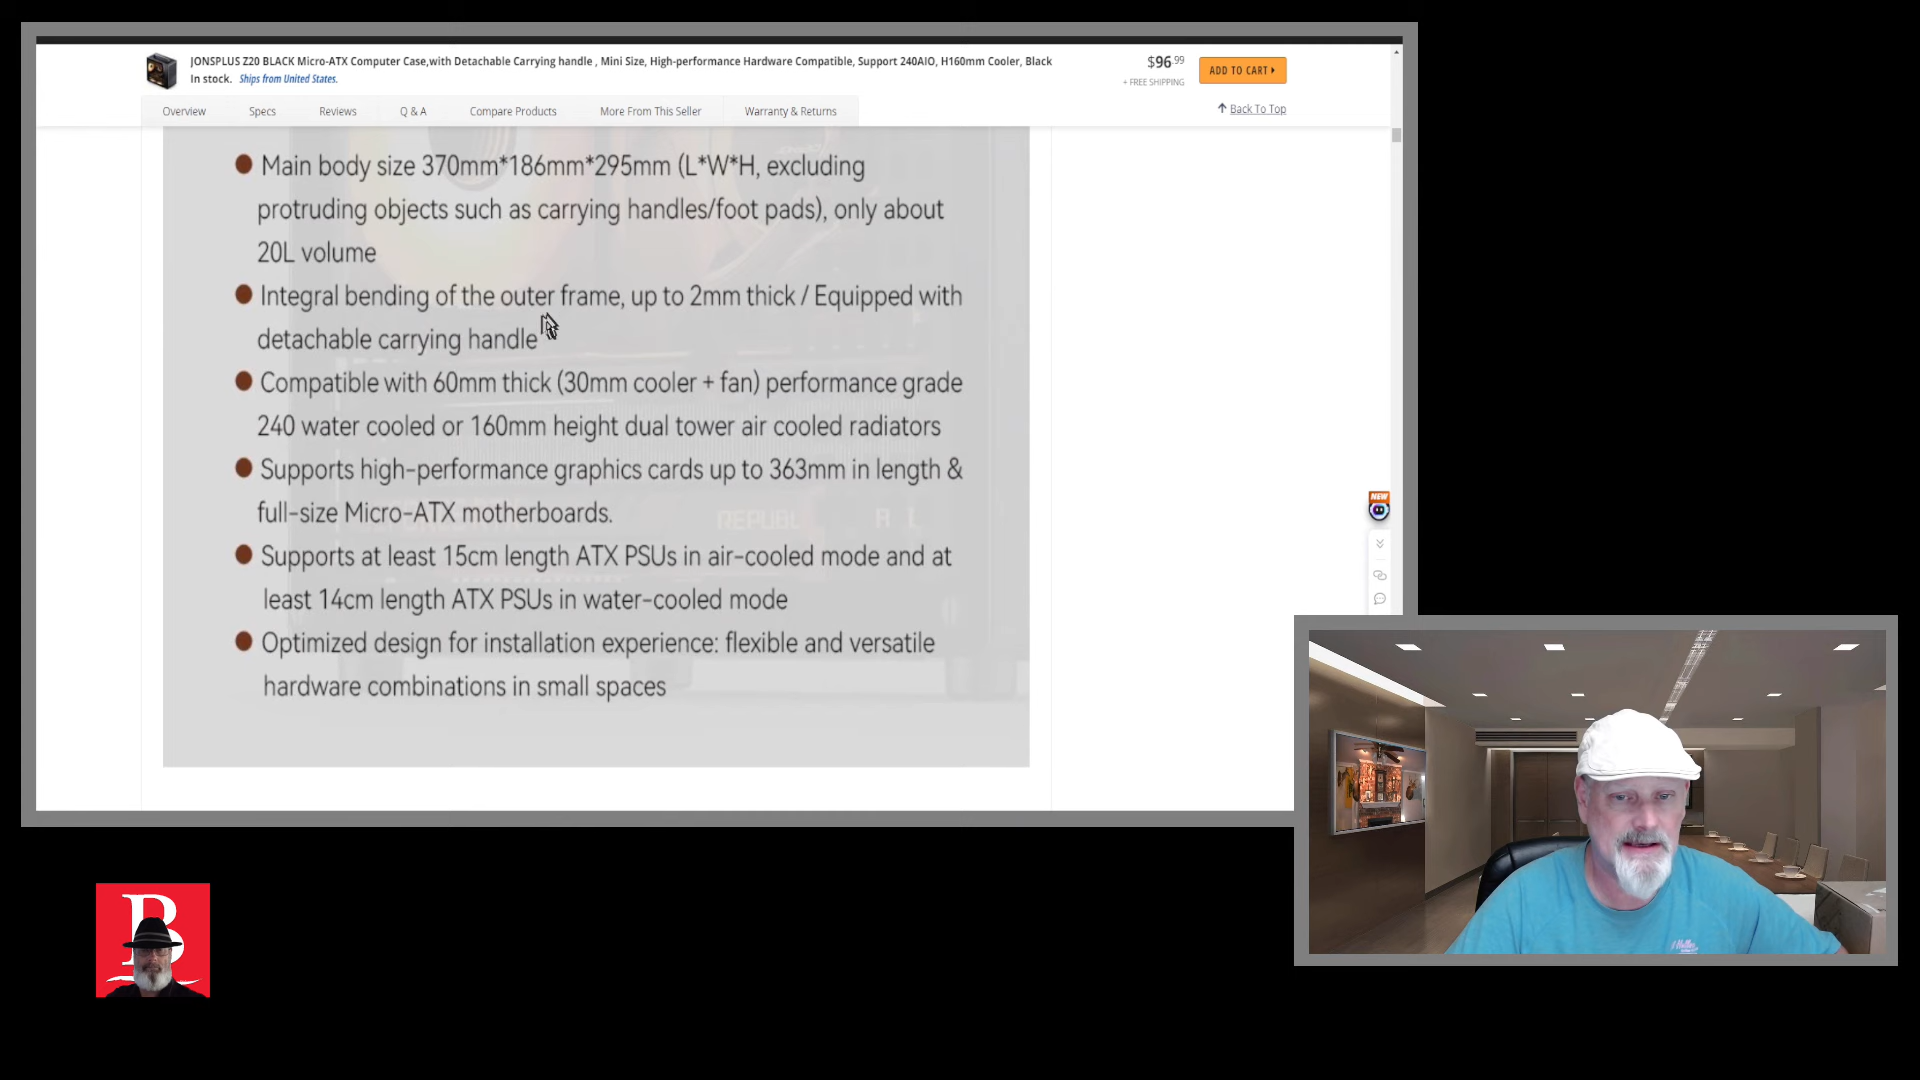 JONSPLUS Z20 BLACK Micro-ATX Computer Case,with Detachable Carrying handle , Mini Size, High-performance Hardware Compatible, Support 240AIO, H160mm Cooler, Black
In stock. Ships from United States.
$96.99
+ FREE SHIPPING
ADD TO CART
Overview Specs Reviews Q & A Compare Products More From This Seller Warranty & Returns
Back To Top
Main body size 370mm*186mm*295mm (L*W*H, excluding
protruding objects such as carrying handles/foot pads), only about
20L volume
Integral bending of the outer frame, up to 2mm thick / Equipped with
detachable carrying handle
Compatible with 60mm thick (30mm cooler + fan) performance grade
240 water cooled or 160mm height dual tower air cooled radiators
Supports high-performance graphics cards up to 363mm in length &
full-size Micro-ATX motherboards.
Supports at least 15cm length ATX PSUs in air-cooled mode and at
least 14cm length ATX PSUs in water-cooled mode
Optimized design for installation experience: flexible and versatile
hardware combinations in small spaces
NEW
B